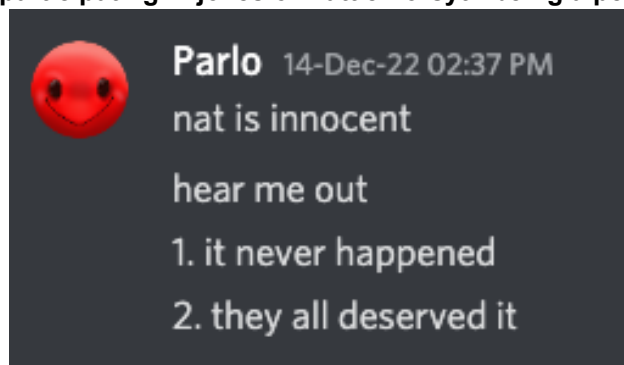 Parlo 14-Dec-22 02:37 PM
nat is innocent
hear me out
1. it never happened
2. they all deserved it